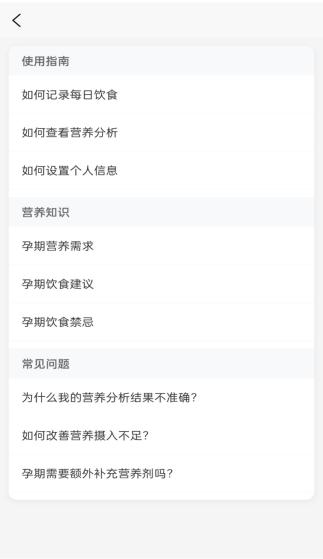 使用指南
如何记录每日饮食
如何查看营养分析
如何设置个人信息
营养知识
孕期营养需求
孕期饮食建议
孕期饮食禁忌
常见问题
为什么我的营养分析结果不准确？
如何改善营养摄入不足？
孕期需要额外补充营养剂吗？